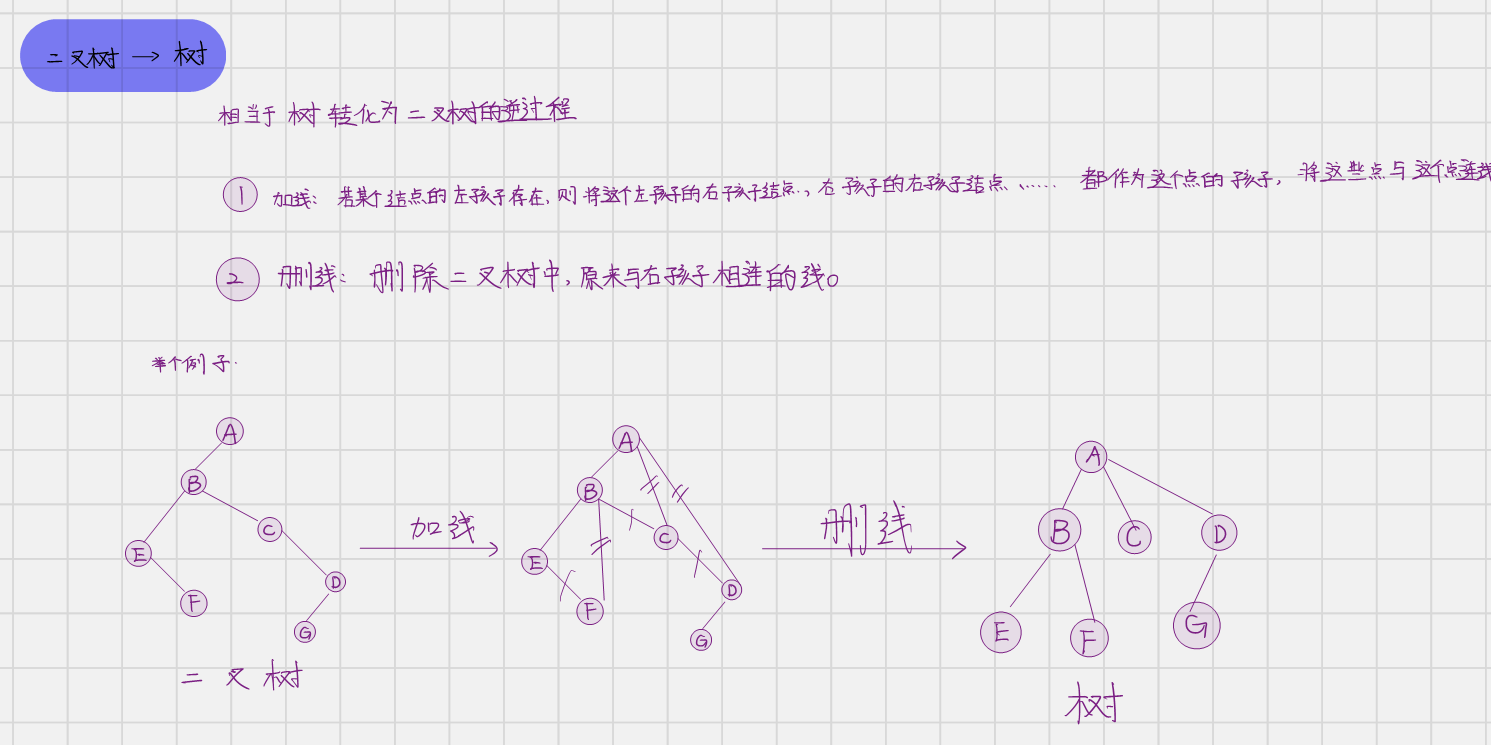 二叉树 → 树
相当于 树 转化为 二叉树的逆过程
① 加线: 若某个结点的左孩子存在, 则将这个左孩子的右孩子结点、右孩子的右孩子结点、…… 都作为这个点的孩子, 将这些点与这个点连线
② 删线: 删除二叉树中, 原来与右孩子相连的线。
举个例子.
A
B
C
E
D
F
G
二叉树
加线
A
B
C
E
D
F
G
删线
A
B
C
D
E
F
G
树